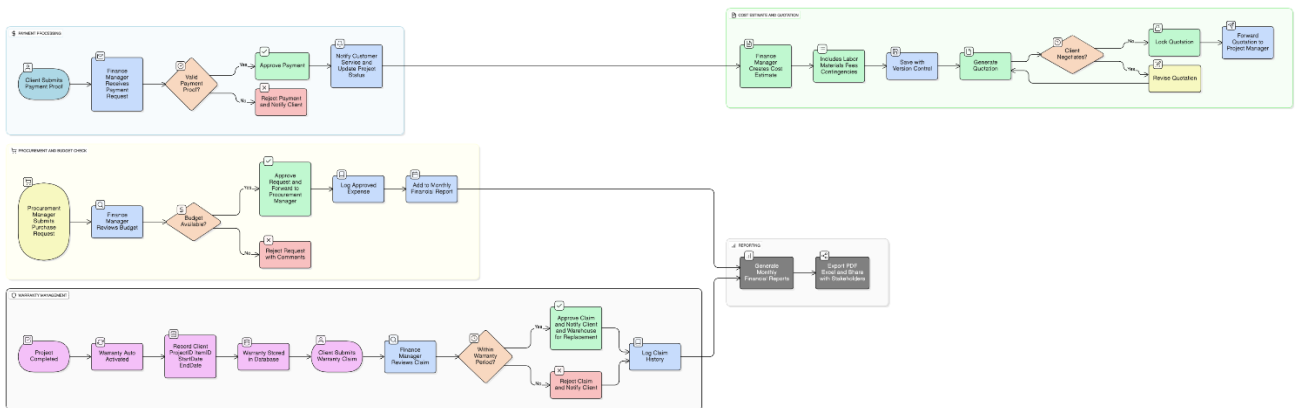 PAYMENT PROCESSING
Client Submits
Payment Proof
Finance
Manager
Receives
Payment
Request
Valid
Payment
Proof?
Yes
Approve Payment
No
Reject Payment
and Notify Client
Notify Customer
Service and
Update Project
Status
COST ESTIMATE AND QUOTATION
Finance
Manager
Creates Cost
Estimate
Includes Labor
Materials Fees
Contingencies
Save with
Version Control
Generate
Quotation
Client
Negotiates?
No
Lock Quotation
Forward
Quotation to
Project Manager
Yes
Revise Quotation
PROCUREMENT AND BUDGET CHECK
Procurement
Manager
Submits
Purchase
Request
Finance
Manager
Reviews Budget
Budget
Available?
Yes
Approve
Request and
Forward to
Procurement
Manager
No
Reject Request
with Comments
Log Approved
Expense
Add to Monthly
Financial Report
REPORTING
Generate
Monthly
Financial Reports
Export PDF
Excel and Share
with Stakeholders
WARRANTY MANAGEMENT
Project
Completed
Warranty Auto
Activated
Record Client
ProjectID ItemID
StartDate
EndDate
Warranty Stored
in Database
Client Submits
Warranty Claim
Finance
Manager
Reviews Claim
Within
Warranty
Period?
Yes
Approve Claim
and Notify Client
and Warehouse
for Replacement
No
Reject Claim
and Notify Client
Log Claim
History